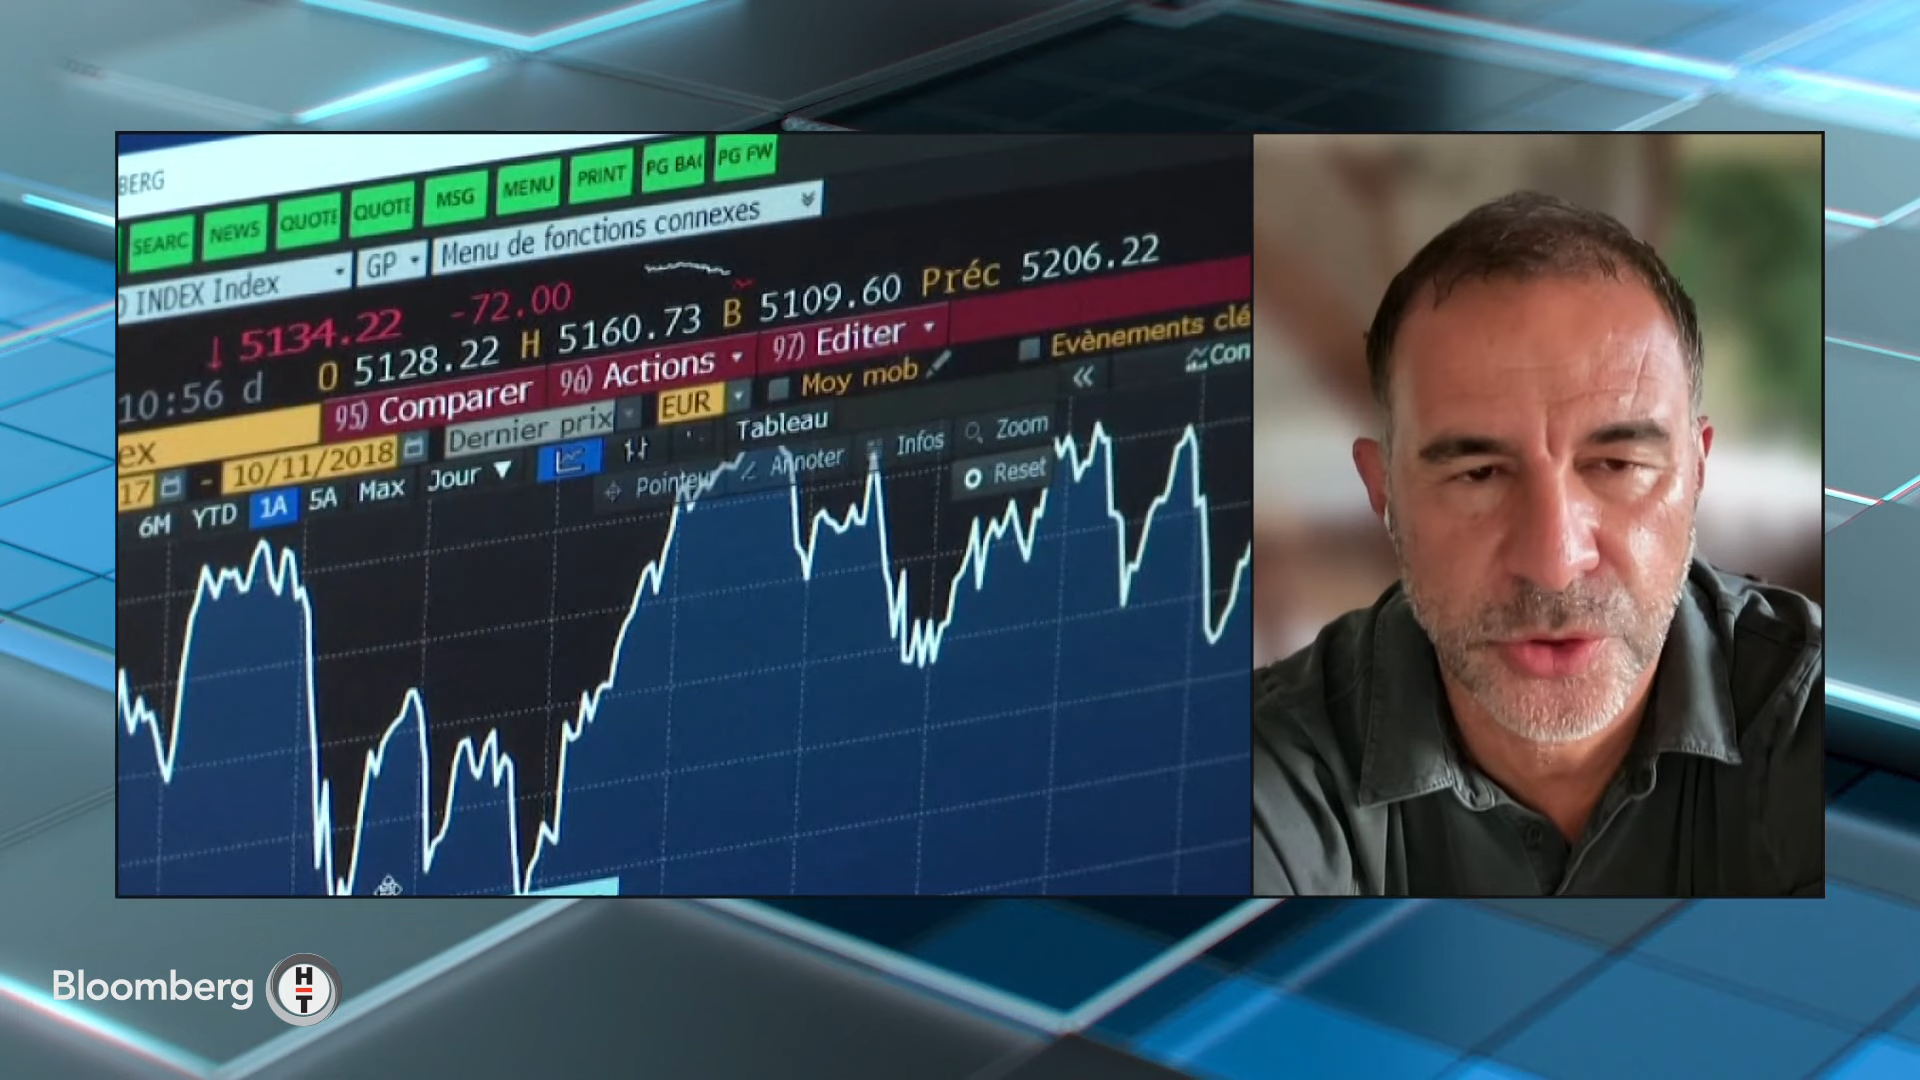 BERG
SEARC NEWS QUOTE QUOTE MSG MENU PRINT PG BAC PG FW
INDEX Index GP Menu de fonctions connexes
↓ 5134.22 -72.00
10:56 d O 5128.22 H 5160.73 B 5109.60 Préc 5206.22
ex 95) Comparer 96) Actions 97) Editer
17 - 10/11/2018 Dernier prix EUR Moy mob Evènements clé
6M YTD 1A 5A Max Jour ▼ Tableau « Con
Pointeur Annoter Infos Zoom
Reset
Bloomberg HT